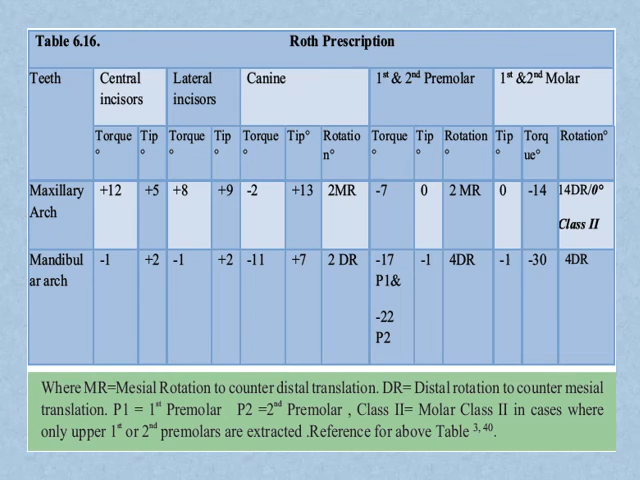 Table 6.16. Roth Prescription
Teeth Central incisors Lateral incisors Canine 1st & 2nd Premolar 1st &2nd Molar
Torque ° Tip ° Torque ° Tip ° Torque ° Tip° Rotatio n° Torque ° Tip ° Rotation ° Tip ° Torq ue° Rotation°
Maxillary Arch +12 +5 +8 +9 -2 +13 2MR -7 0 2 MR 0 -14 14DR/0° Class II
Mandibul ar arch -1 +2 -1 +2 -11 +7 2 DR -17 P1& -22 P2 -1 4DR -1 -30 4DR
Where MR=Mesial Rotation to counter distal translation. DR= Distal rotation to counter mesial
translation. P1 = 1st Premolar P2 =2nd Premolar , Class II= Molar Class II in cases where
only upper 1st or 2nd premolars are extracted .Reference for above Table 3, 40.